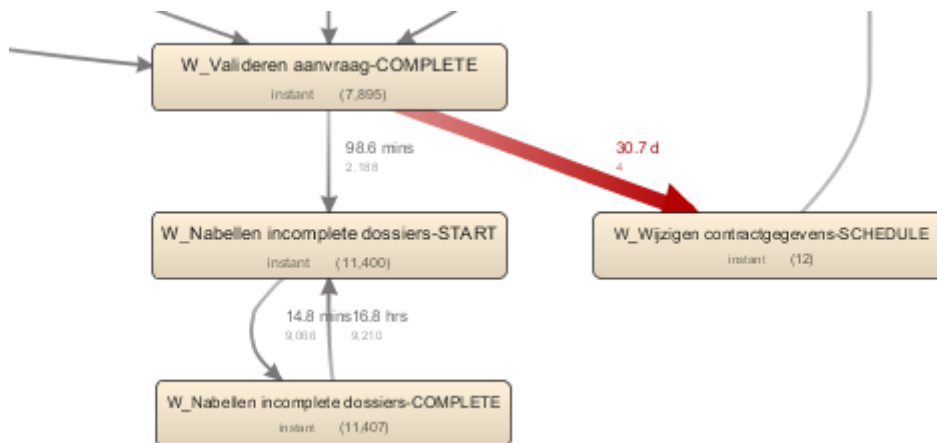 W_Valideren aanvraag-COMPLETE
instant (7,895)
98.6 mins
2,188
30.7 d
4
W_Nabellen incomplete dossiers-START
instant (11,400)
W_Wijzigen contractgegevens-SCHEDULE
instant (12)
14.8 mins 16.8 hrs
9,066 9,210
W_Nabellen incomplete dossiers-COMPLETE
instant (11,407)